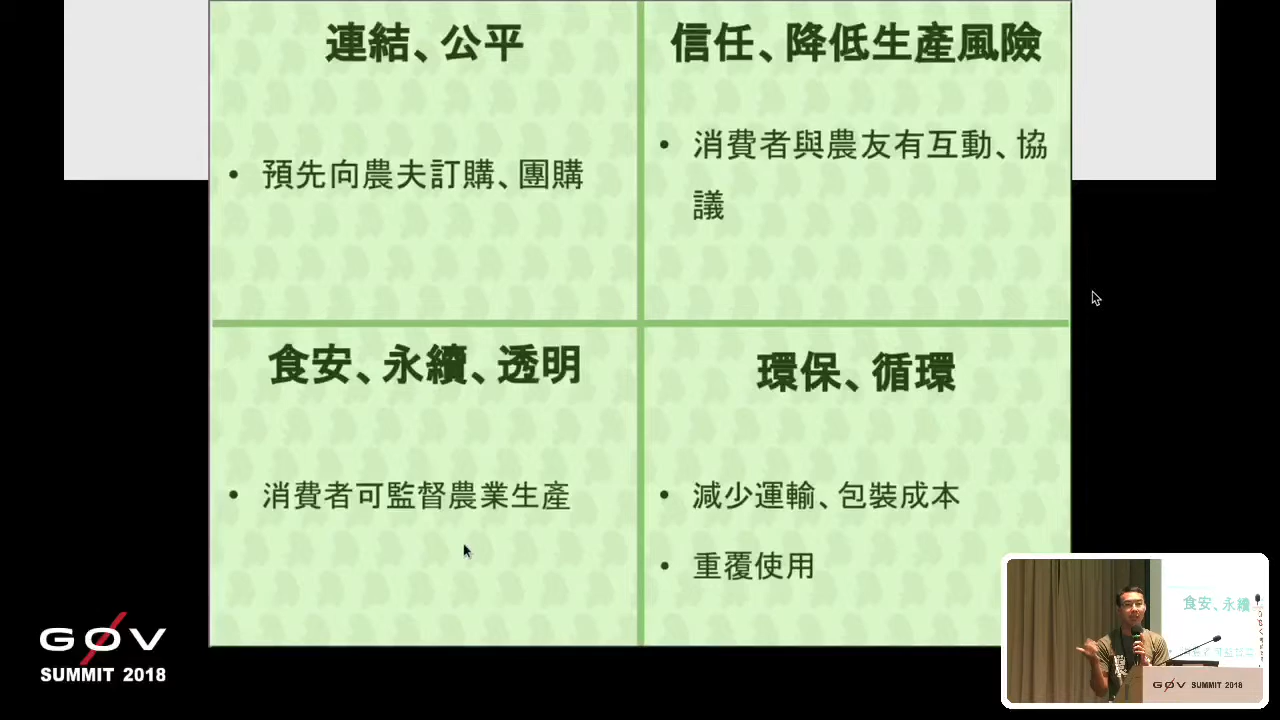 連結、公平
• 預先向農夫訂購、團購
信任、降低生產風險
• 消費者與農友有互動、協
議
食安、永續、透明
• 消費者可監督農業生產
環保、循環
• 減少運輸、包裝成本
• 重覆使用
G0V
SUMMIT 2018
食安、永續
G0V SUMMIT 2018